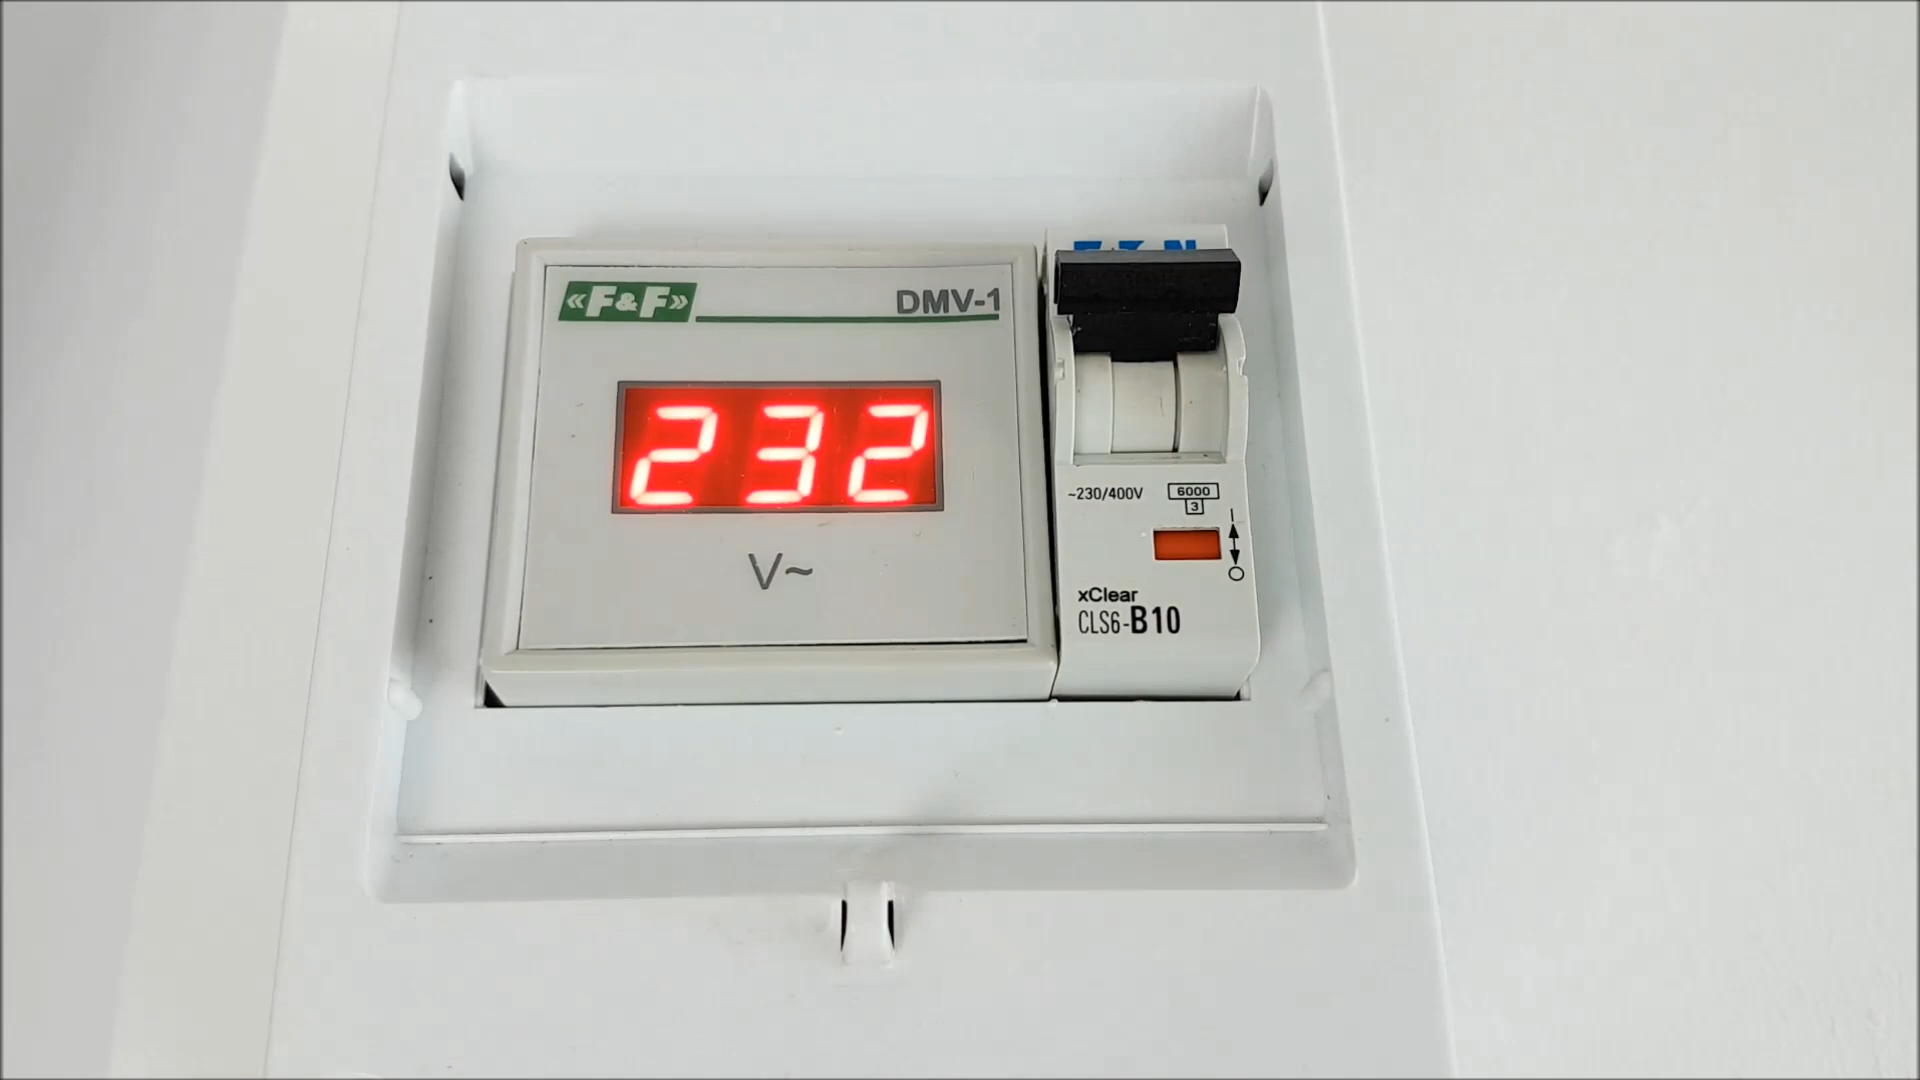 «F&F»
DMV-1
232
V~
~230/400V
6000
3
I
O
xClear
CLS6-B10